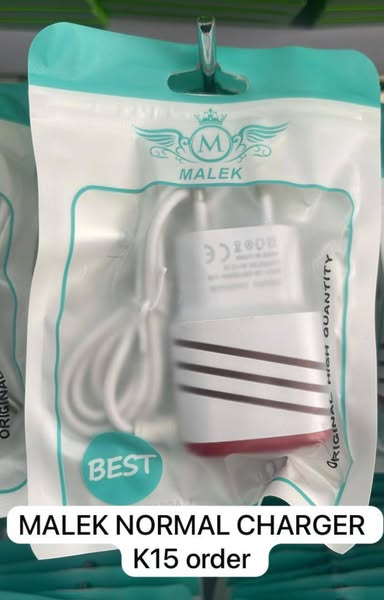 M
MALEK
ORIGINAL HIGH QUANTITY
BEST
ORIGINAL
MALEK NORMAL CHARGER
K15 order